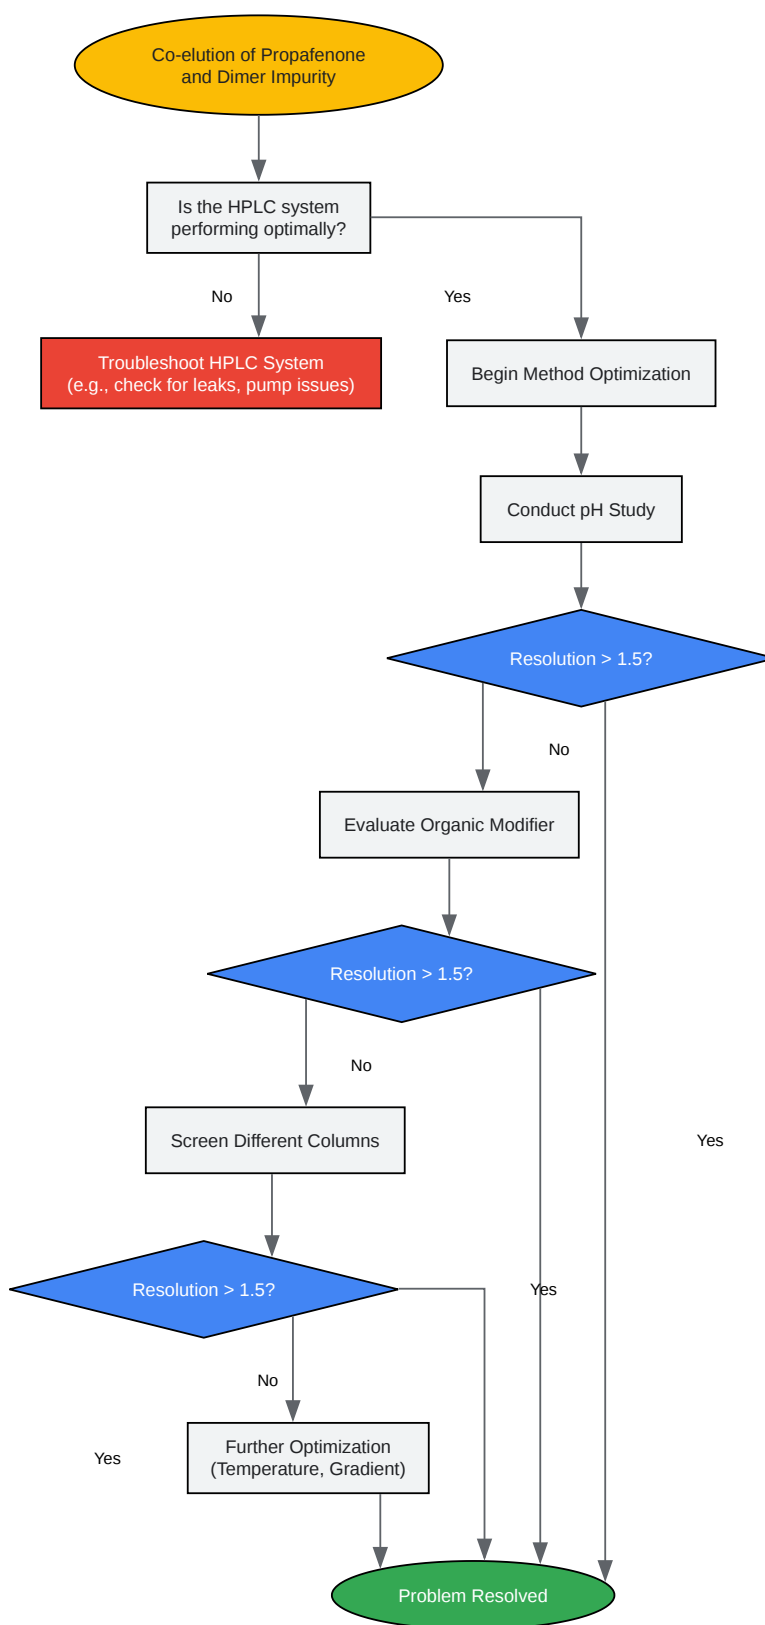 Co-elution of Propafenone
and Dimer Impurity
Is the HPLC system
performing optimally?
No
Yes
Troubleshoot HPLC System
(e.g., check for leaks, pump issues)
Begin Method Optimization
Conduct pH Study
Resolution > 1.5?
No
Evaluate Organic Modifier
Resolution > 1.5?
No
Screen Different Columns
Yes
Resolution > 1.5?
Yes
No
Further Optimization
(Temperature, Gradient)
Yes
Problem Resolved